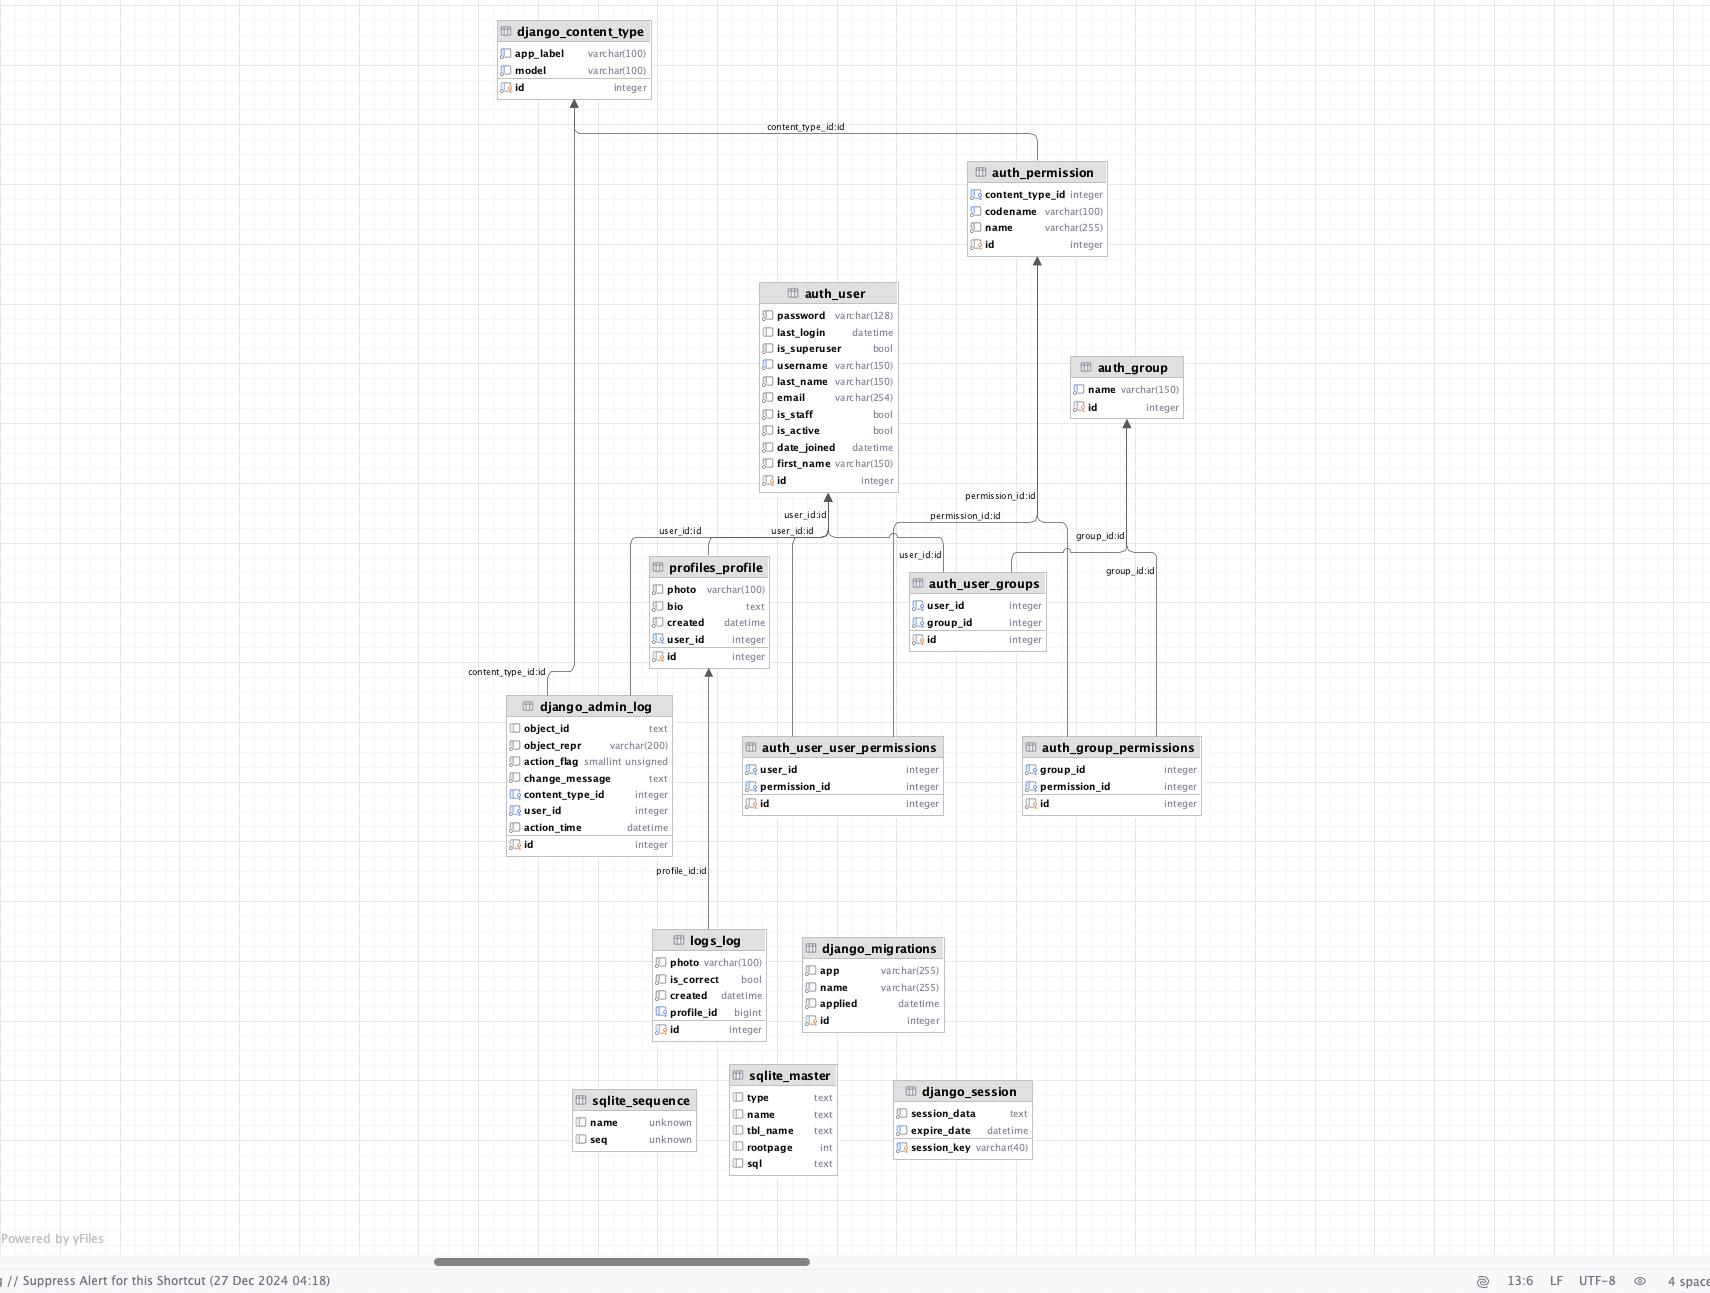 django_content_type
app_label varchar(100)
model varchar(100)
id integer
content_type_id:id
auth_permission
content_type_id integer
codename varchar(100)
name varchar(255)
id integer
auth_user
password varchar(128)
last_login datetime
is_superuser bool
username varchar(150)
last_name varchar(150)
email varchar(254)
is_staff bool
is_active bool
date_joined datetime
first_name varchar(150)
id integer
auth_group
name varchar(150)
id integer
permission_id:id
user_id:id
permission_id:id
user_id:id
user_id:id
group_id:id
user_id:id
group_id:id
profiles_profile
photo varchar(100)
bio text
created datetime
user_id integer
id integer
auth_user_groups
user_id integer
group_id integer
id integer
content_type_id:id
django_admin_log
object_id text
object_repr varchar(200)
action_flag smallint unsigned
change_message text
content_type_id integer
user_id integer
action_time datetime
id integer
auth_user_user_permissions
user_id integer
permission_id integer
id integer
auth_group_permissions
group_id integer
permission_id integer
id integer
profile_id:id
logs_log
photo varchar(100)
is_correct bool
created datetime
profile_id bigint
id integer
django_migrations
app varchar(255)
name varchar(255)
applied datetime
id integer
sqlite_sequence
name unknown
seq unknown
sqlite_master
type text
name text
tbl_name text
rootpage int
sql text
django_session
session_data text
expire_date datetime
session_key varchar(40)
Powered by yFiles
g // Suppress Alert for this Shortcut (27 Dec 2024 04:18) 13:6 LF UTF-8 4 space